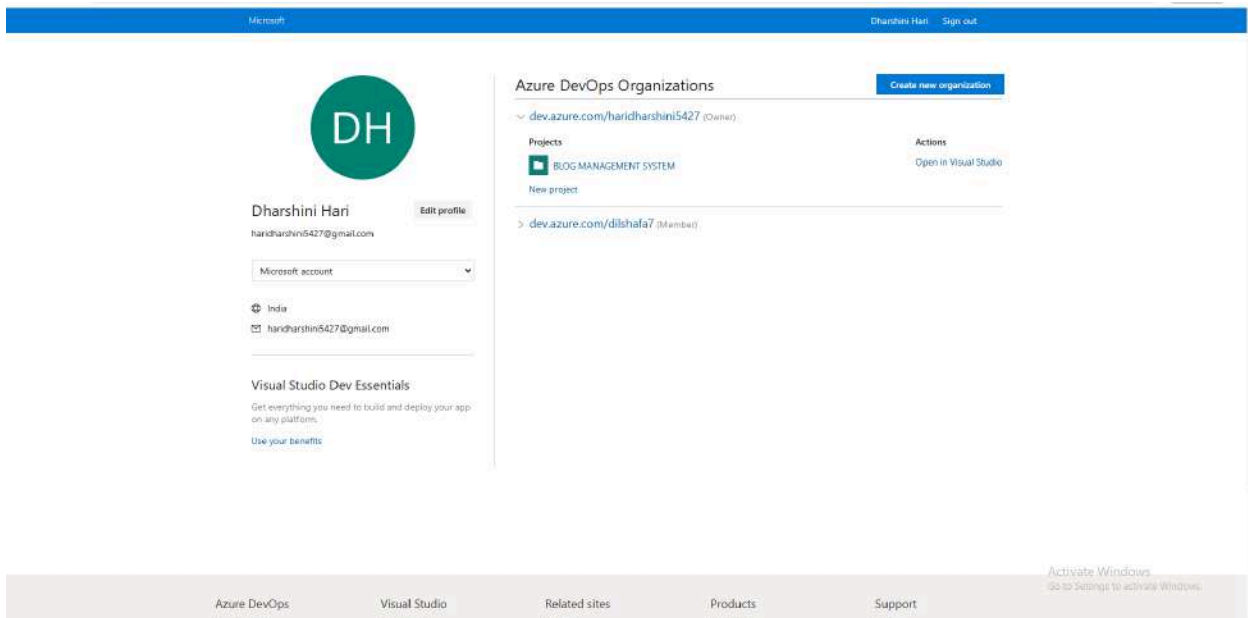 Microsoft
Dharshini Hari Sign out
DH
Dharshini Hari
Edit profile
haridharshini5427@gmail.com
Microsoft account
India
haridharshini5427@gmail.com
Visual Studio Dev Essentials
Get everything you need to build and deploy your app
on any platform.
Use your benefits
Azure DevOps Organizations
Create new organization
dev.azure.com/haridharshini5427 (Owner)
Projects
Actions
BLOG MANAGEMENT SYSTEM
Open in Visual Studio
New project
dev.azure.com/dilshafa7 (Member)
Activate Windows
Go to Settings to activate Windows.
Azure DevOps
Visual Studio
Related sites
Products
Support